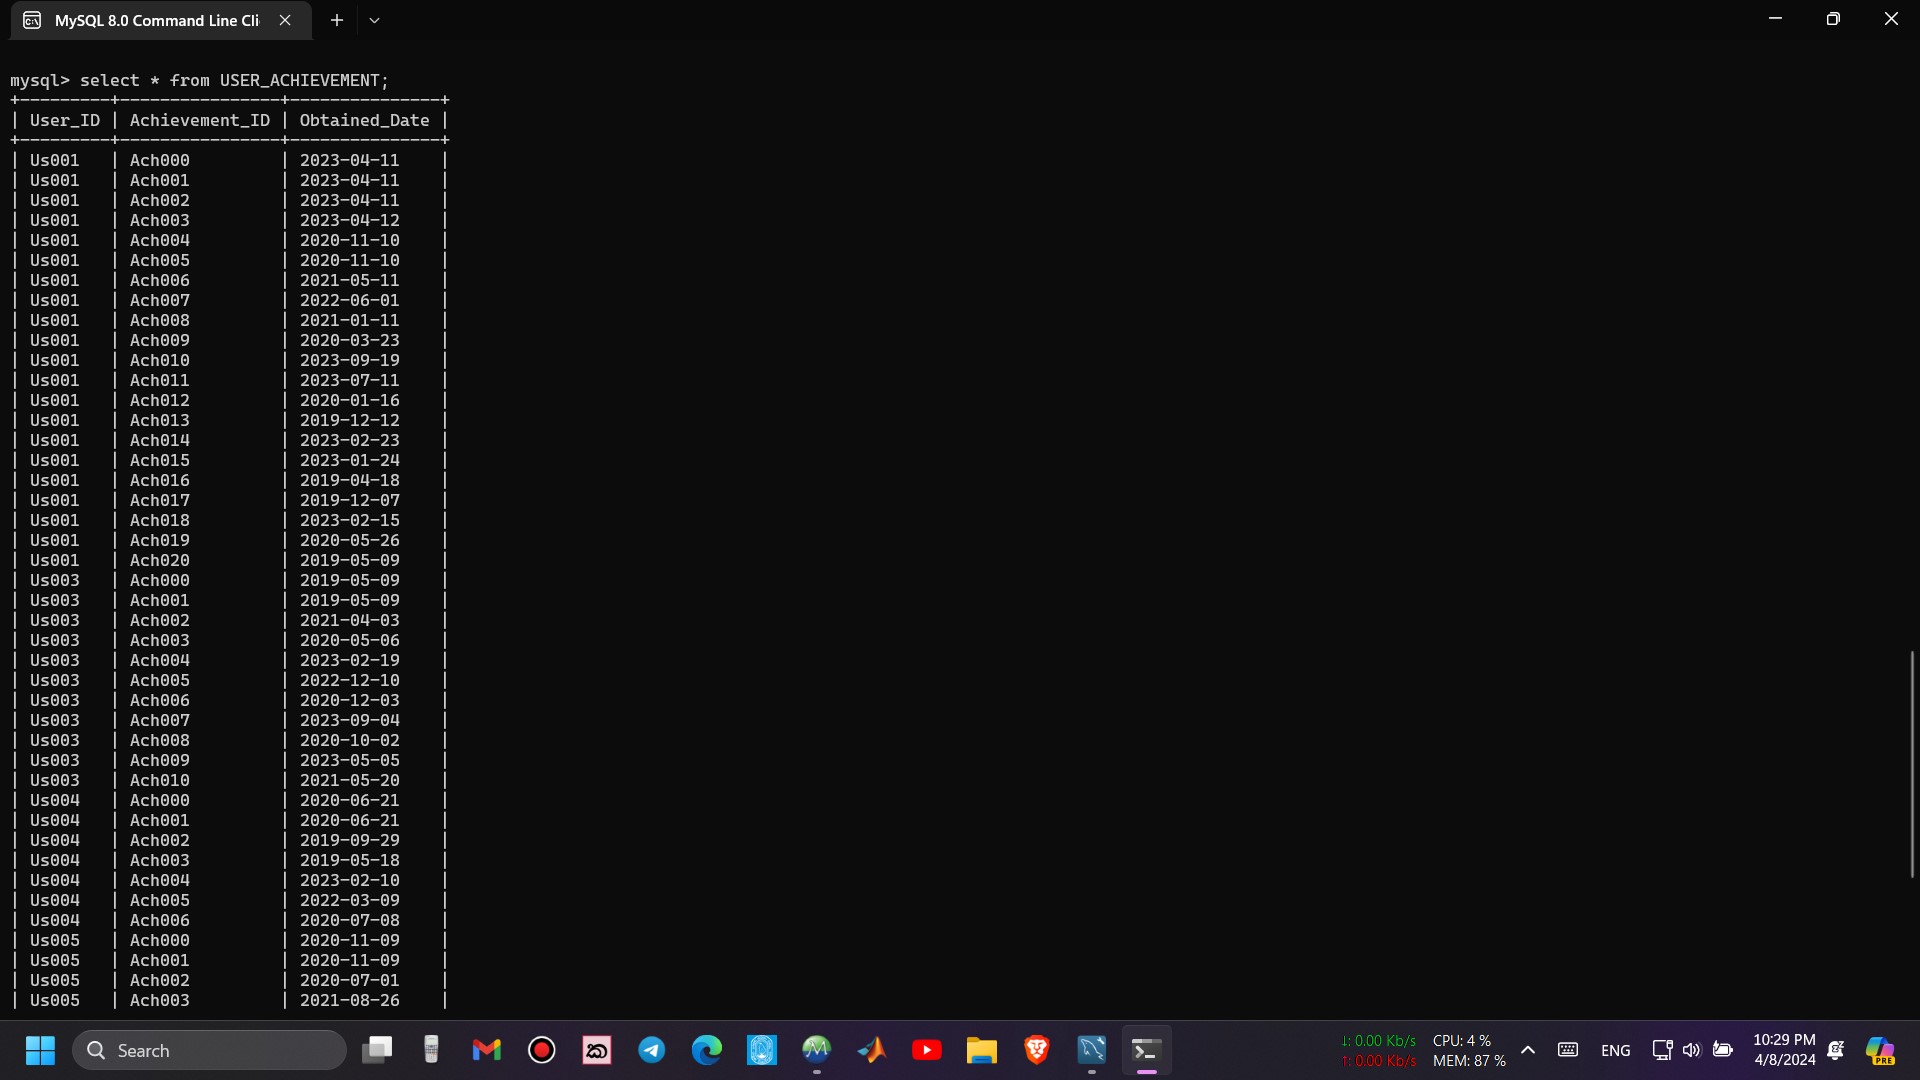 MySQL 8.0 Command Line Cli
mysql> select * from USER_ACHIEVEMENT;
+---------+----------------+---------------+
| User_ID | Achievement_ID | Obtained_Date |
+---------+----------------+---------------+
| Us001   | Ach000         | 2023-04-11    |
| Us001   | Ach001         | 2023-04-11    |
| Us001   | Ach002         | 2023-04-11    |
| Us001   | Ach003         | 2023-04-12    |
| Us001   | Ach004         | 2020-11-10    |
| Us001   | Ach005         | 2020-11-10    |
| Us001   | Ach006         | 2021-05-11    |
| Us001   | Ach007         | 2022-06-01    |
| Us001   | Ach008         | 2021-01-11    |
| Us001   | Ach009         | 2020-03-23    |
| Us001   | Ach010         | 2023-09-19    |
| Us001   | Ach011         | 2023-07-11    |
| Us001   | Ach012         | 2020-01-16    |
| Us001   | Ach013         | 2019-12-12    |
| Us001   | Ach014         | 2023-02-23    |
| Us001   | Ach015         | 2023-01-24    |
| Us001   | Ach016         | 2019-04-18    |
| Us001   | Ach017         | 2019-12-07    |
| Us001   | Ach018         | 2023-02-15    |
| Us001   | Ach019         | 2020-05-26    |
| Us001   | Ach020         | 2019-05-09    |
| Us003   | Ach000         | 2019-05-09    |
| Us003   | Ach001         | 2019-05-09    |
| Us003   | Ach002         | 2021-04-03    |
| Us003   | Ach003         | 2020-05-06    |
| Us003   | Ach004         | 2023-02-19    |
| Us003   | Ach005         | 2022-12-10    |
| Us003   | Ach006         | 2020-12-03    |
| Us003   | Ach007         | 2023-09-04    |
| Us003   | Ach008         | 2020-10-02    |
| Us003   | Ach009         | 2023-05-05    |
| Us003   | Ach010         | 2021-05-20    |
| Us004   | Ach000         | 2020-06-21    |
| Us004   | Ach001         | 2020-06-21    |
| Us004   | Ach002         | 2019-09-29    |
| Us004   | Ach003         | 2019-05-18    |
| Us004   | Ach004         | 2023-02-10    |
| Us004   | Ach005         | 2022-03-09    |
| Us004   | Ach006         | 2020-07-08    |
| Us005   | Ach000         | 2020-11-09    |
| Us005   | Ach001         | 2020-11-09    |
| Us005   | Ach002         | 2020-07-01    |
| Us005   | Ach003         | 2021-08-26    |
Search
↓: 0.00 Kb/s
↑: 0.00 Kb/s
CPU: 4 %
MEM: 87 %
ENG
10:29 PM
4/8/2024
PRE